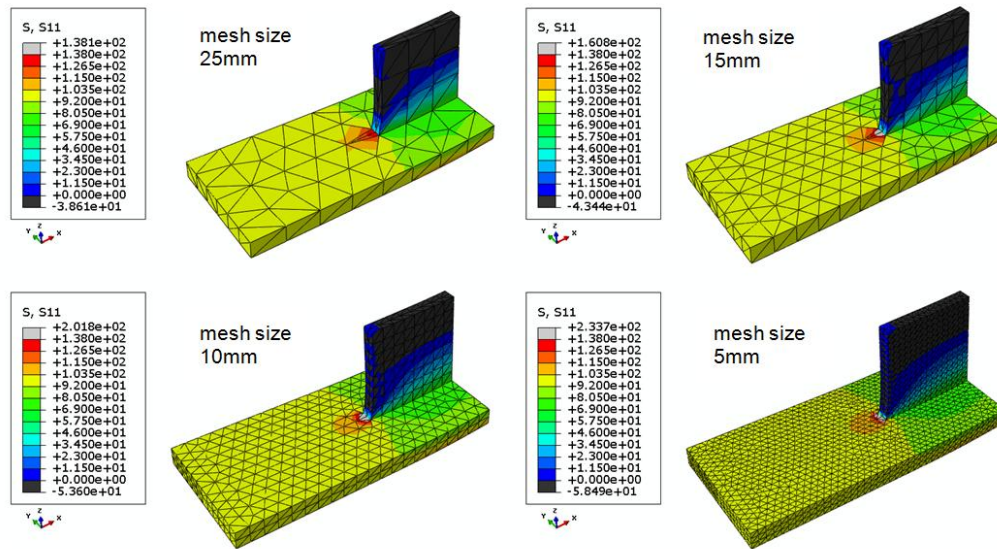 S, S11
+1.381e+02
+1.380e+02
+1.265e+02
+1.150e+02
+1.035e+02
+9.200e+01
+8.050e+01
+6.900e+01
+5.750e+01
+4.600e+01
+3.450e+01
+2.300e+01
+1.150e+01
+0.000e+00
-3.861e+01
Y Z X
mesh size
25mm
S, S11
+1.608e+02
+1.380e+02
+1.265e+02
+1.150e+02
+1.035e+02
+9.200e+01
+8.050e+01
+6.900e+01
+5.750e+01
+4.600e+01
+3.450e+01
+2.300e+01
+1.150e+01
+0.000e+00
-4.344e+01
Y Z X
mesh size
15mm
S, S11
+2.018e+02
+1.380e+02
+1.265e+02
+1.150e+02
+1.035e+02
+9.200e+01
+8.050e+01
+6.900e+01
+5.750e+01
+4.600e+01
+3.450e+01
+2.300e+01
+1.150e+01
+0.000e+00
-5.360e+01
Y Z X
mesh size
10mm
S, S11
+2.337e+02
+1.380e+02
+1.265e+02
+1.150e+02
+1.035e+02
+9.200e+01
+8.050e+01
+6.900e+01
+5.750e+01
+4.600e+01
+3.450e+01
+2.300e+01
+1.150e+01
+0.000e+00
-5.849e+01
Y Z X
mesh size
5mm